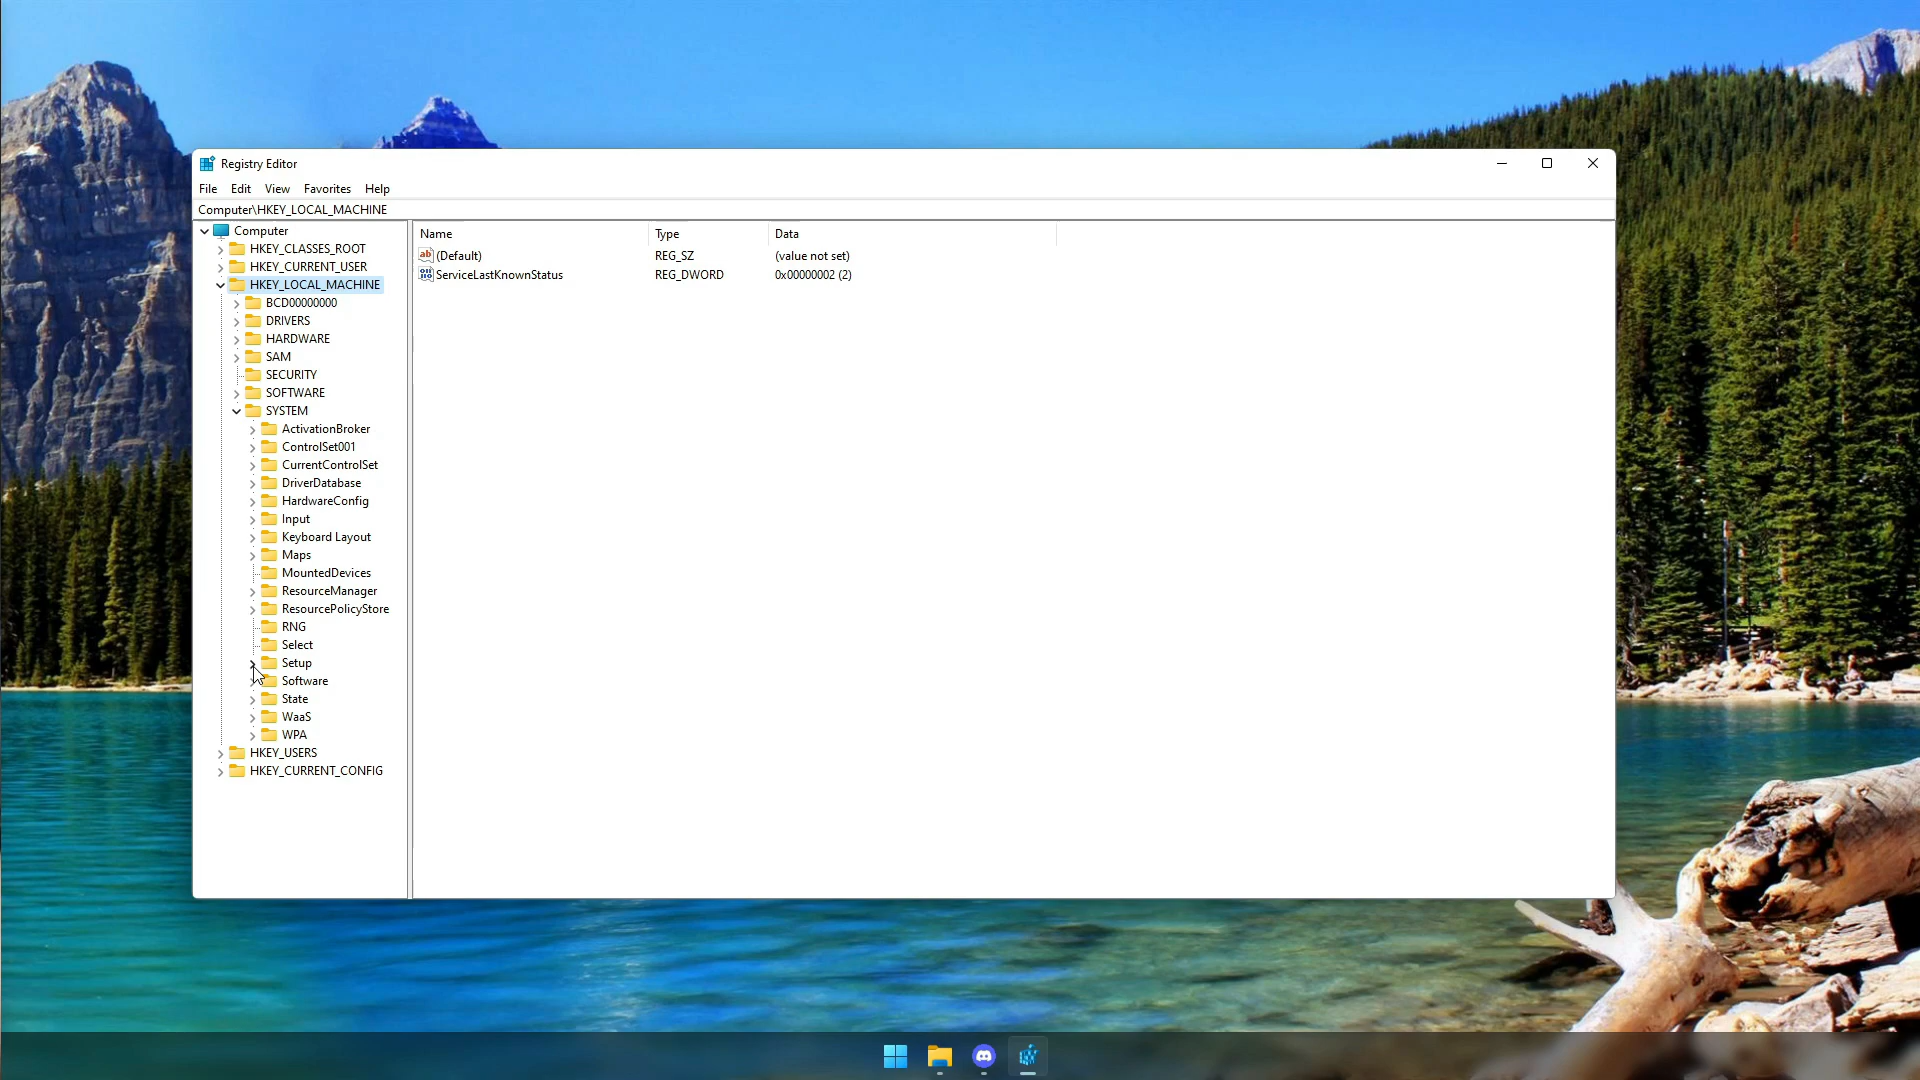 Registry Editor
File Edit View Favorites Help
Computer\HKEY_LOCAL_MACHINE
Computer
HKEY_CLASSES_ROOT
HKEY_CURRENT_USER
HKEY_LOCAL_MACHINE
BCD00000000
DRIVERS
HARDWARE
SAM
SECURITY
SOFTWARE
SYSTEM
ActivationBroker
ControlSet001
CurrentControlSet
DriverDatabase
HardwareConfig
Input
Keyboard Layout
Maps
MountedDevices
ResourceManager
ResourcePolicyStore
RNG
Select
Setup
Software
State
WaaS
WPA
HKEY_USERS
HKEY_CURRENT_CONFIG
Name Type Data
(Default) REG_SZ (value not set)
ServiceLastKnownStatus REG_DWORD 0x00000002 (2)